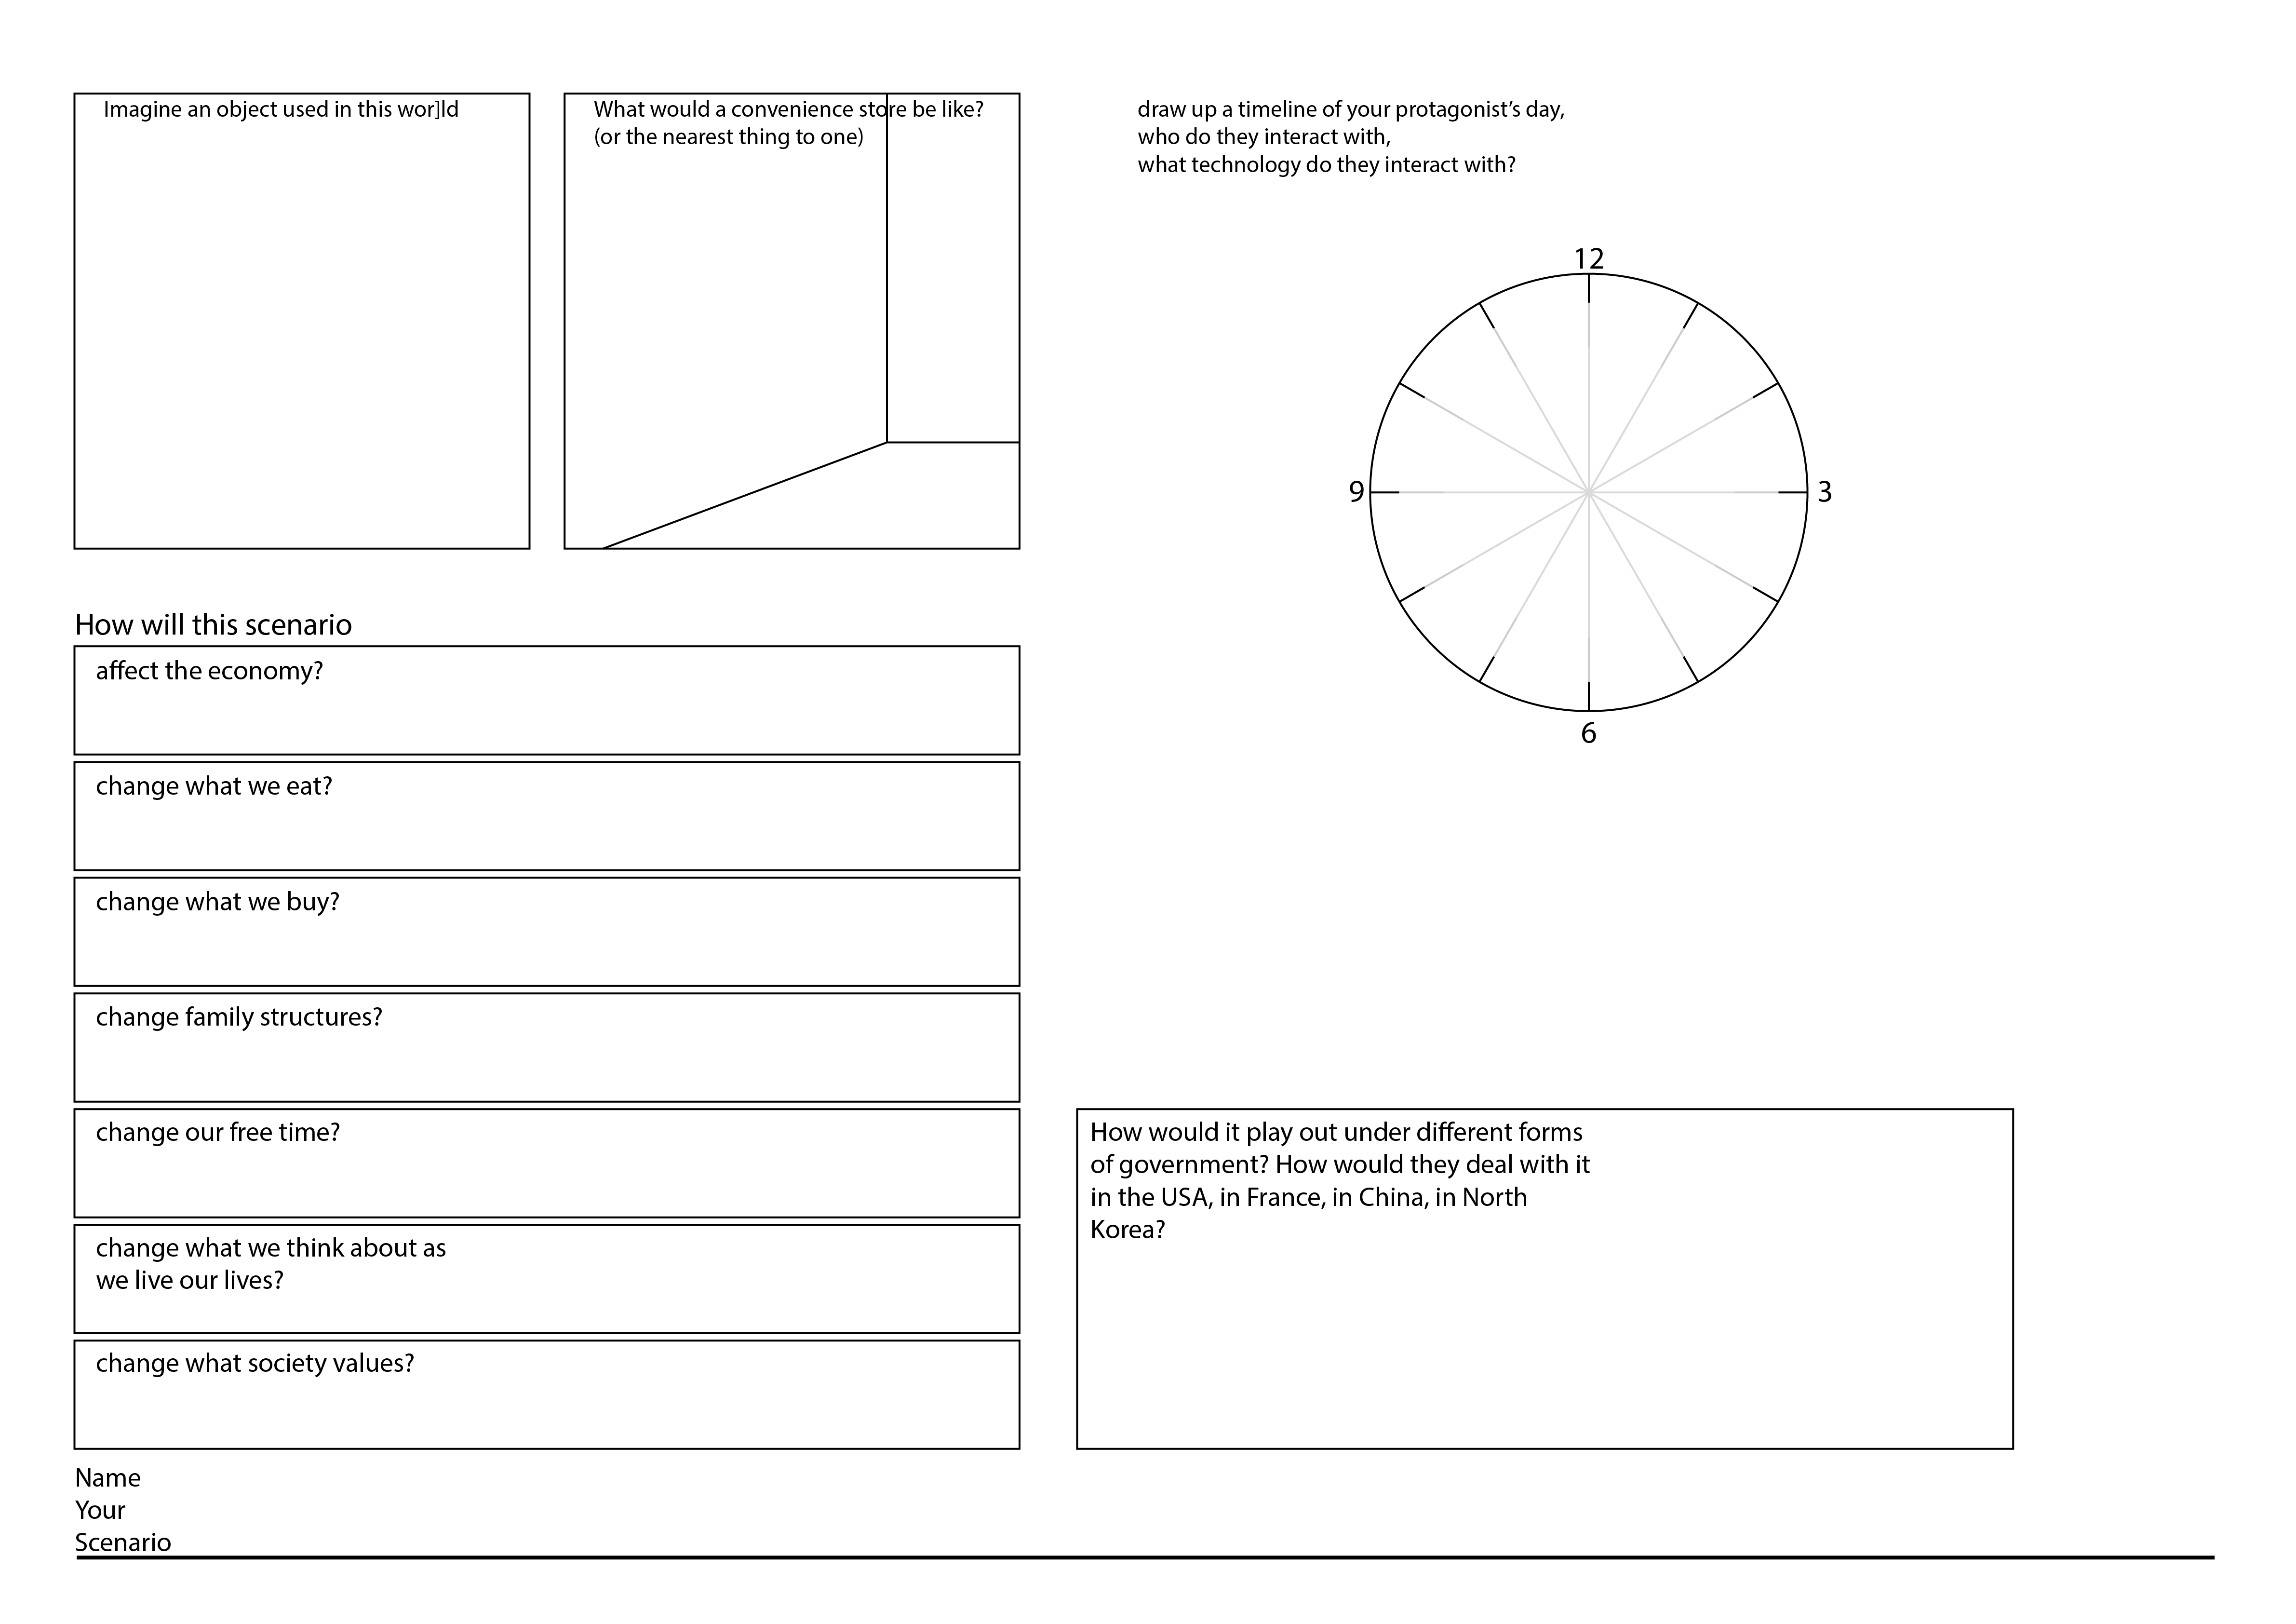 Imagine an object used in this wor]ld
What would a convenience store be like?
(or the nearest thing to one)
draw up a timeline of your protagonist’s day,
who do they interact with,
what technology do they interact with?
12
9
3
6
How will this scenario
affect the economy?
change what we eat?
change what we buy?
change family structures?
change our free time?
change what we think about as
we live our lives?
change what society values?
How would it play out under different forms
of government? How would they deal with it
in the USA, in France, in China, in North
Korea?
Name
Your
Scenario